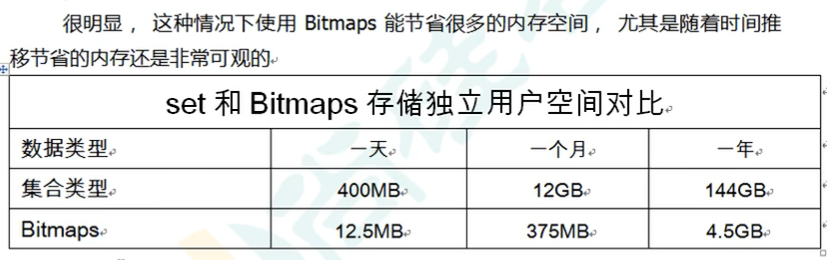 很明显， 这种情况下使用 Bitmaps 能节省很多的内存空间， 尤其是随着时间推
移节省的内存还是非常可观的
set 和 Bitmaps 存储独立用户空间对比
数据类型 一天 一个月 一年
集合类型 400MB 12GB 144GB
Bitmaps 12.5MB 375MB 4.5GB